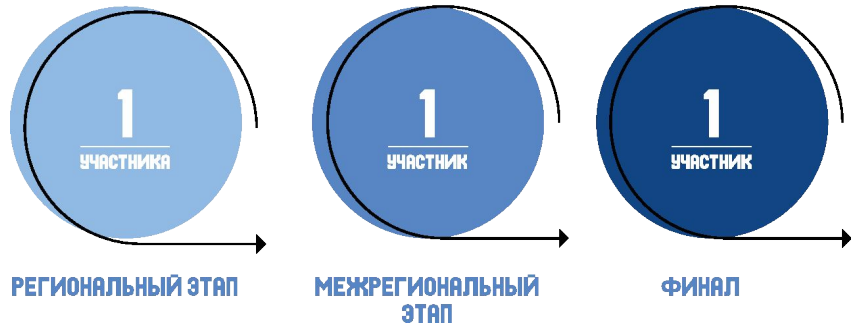 1
УЧАСТНИКА
1
УЧАСТНИК
1
УЧАСТНИК
РЕГИОНАЛЬНЫЙ ЭТАП
МЕЖРЕГИОНАЛЬНЫЙ
ЭТАП
ФИНАЛ